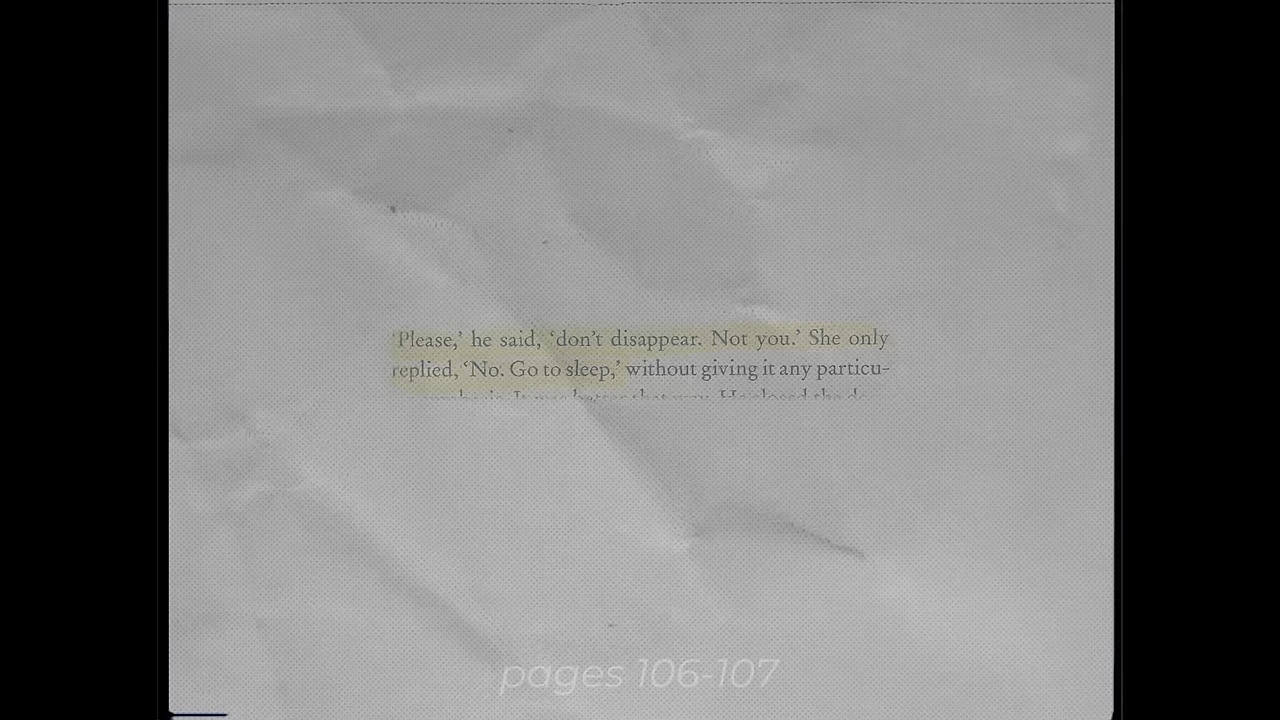 ‘Please,’ he said, ‘don’t disappear. Not you.’ She only
replied, ‘No. Go to sleep,’ without giving it any particu-
pages 106-107